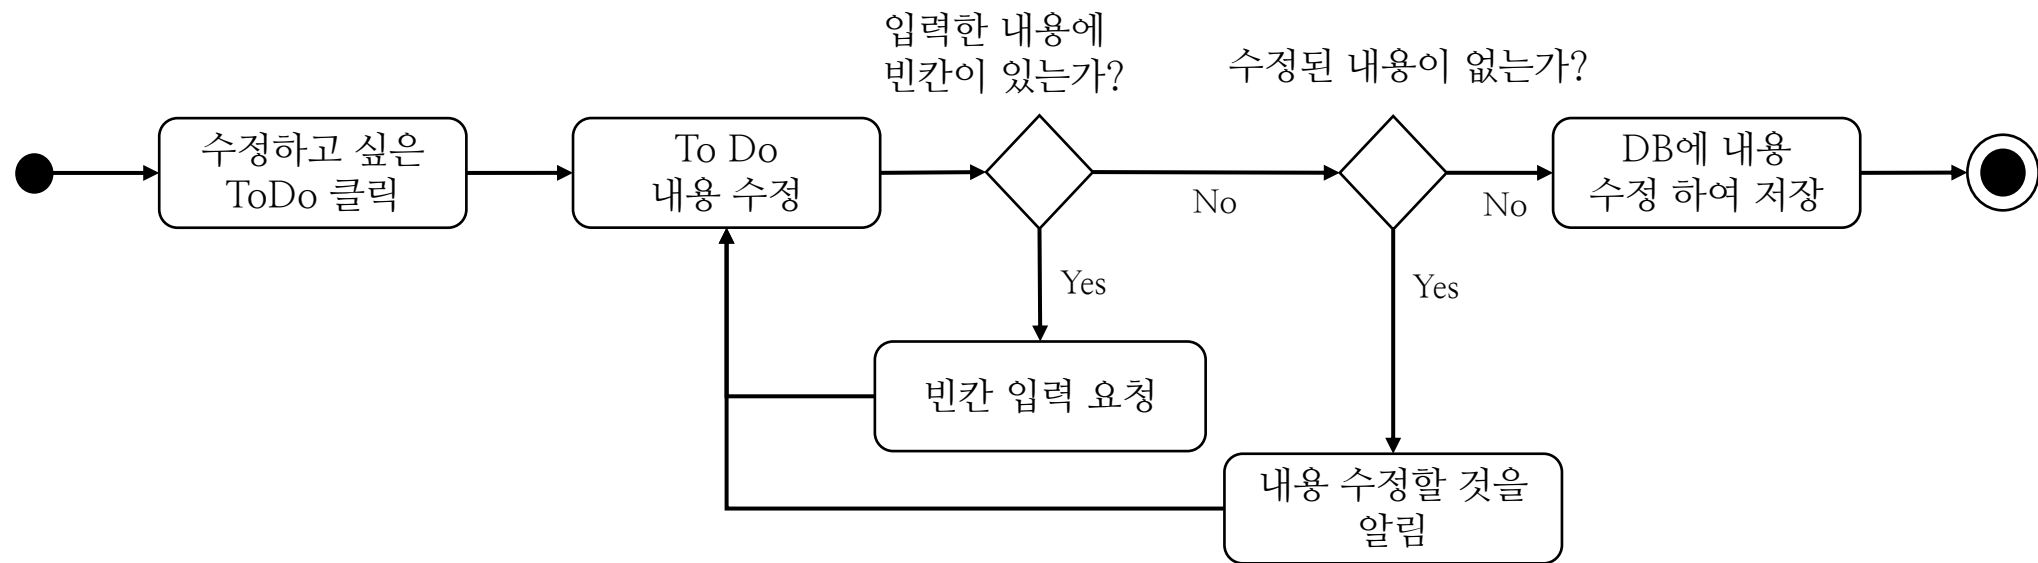 입력한 내용에
빈칸이 있는가?
수정된 내용이 없는가?
수정하고 싶은
ToDo 클릭
To Do
내용 수정
DB에 내용
수정 하여 저장
No
No
Yes
Yes
빈칸 입력 요청
내용 수정할 것을
알림